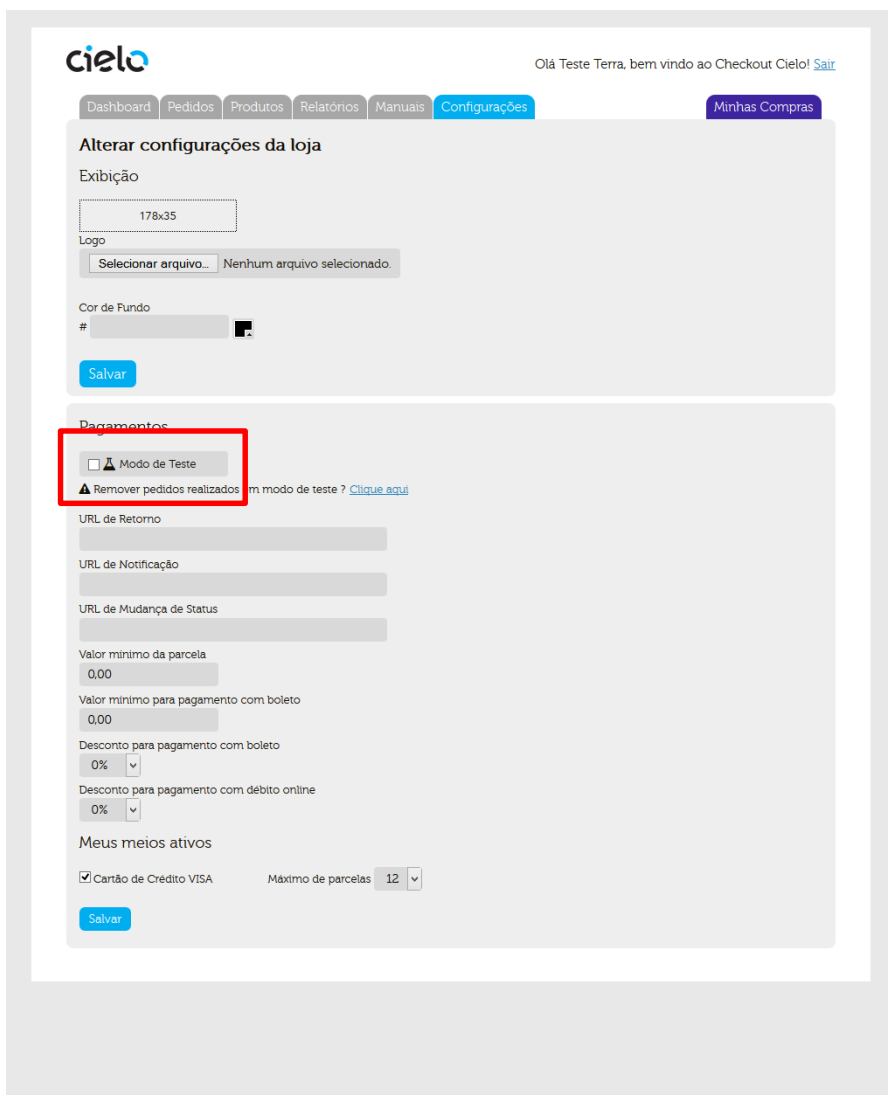 cielo
Olá Teste Terra, bem vindo ao Checkout Cielo! Sair
Dashboard Pedidos Produtos Relatórios Manuais Configurações Minhas Compras
Alterar configurações da loja
Exibição
178x35
Logo
Selecionar arquivo... Nenhum arquivo selecionado.
Cor de Fundo
#
Salvar
Pagamentos
Modo de Teste
Remover pedidos realizados em modo de teste ? Clique aqui
URL de Retorno
URL de Notificação
URL de Mudança de Status
Valor mínimo da parcela
0,00
Valor mínimo para pagamento com boleto
0,00
Desconto para pagamento com boleto
0%
Desconto para pagamento com débito online
0%
Meus meios ativos
Cartão de Crédito VISA Máximo de parcelas 12
Salvar